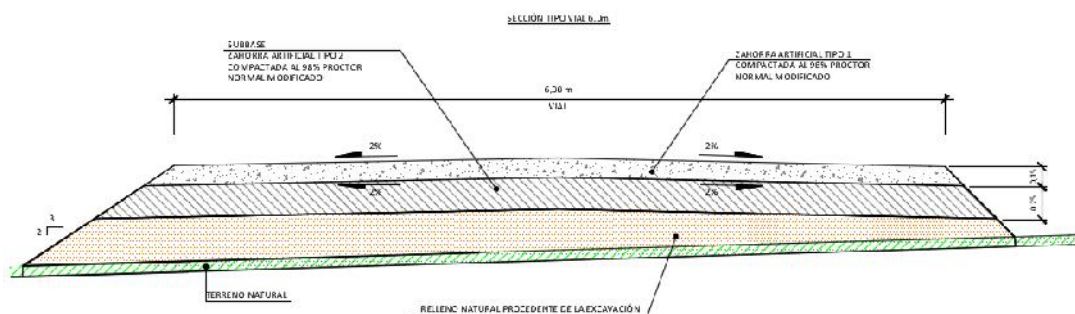 SECCIÓN TIPO VIAL 6.0m
SUBBASE
ZAHORRA ARTIFICIAL TIPO 2
COMPACTADA AL 98% PROCTOR
NORMAL MODIFICADO
ZAHORRA ARTIFICIAL TIPO 1
COMPACTADA AL 98% PROCTOR
NORMAL MODIFICADO
6,00 m
VIAL
2%
2%
2%
2%
3
2
TERRENO NATURAL
RELLENO NATURAL PROCEDENTE DE LA EXCAVACIÓN